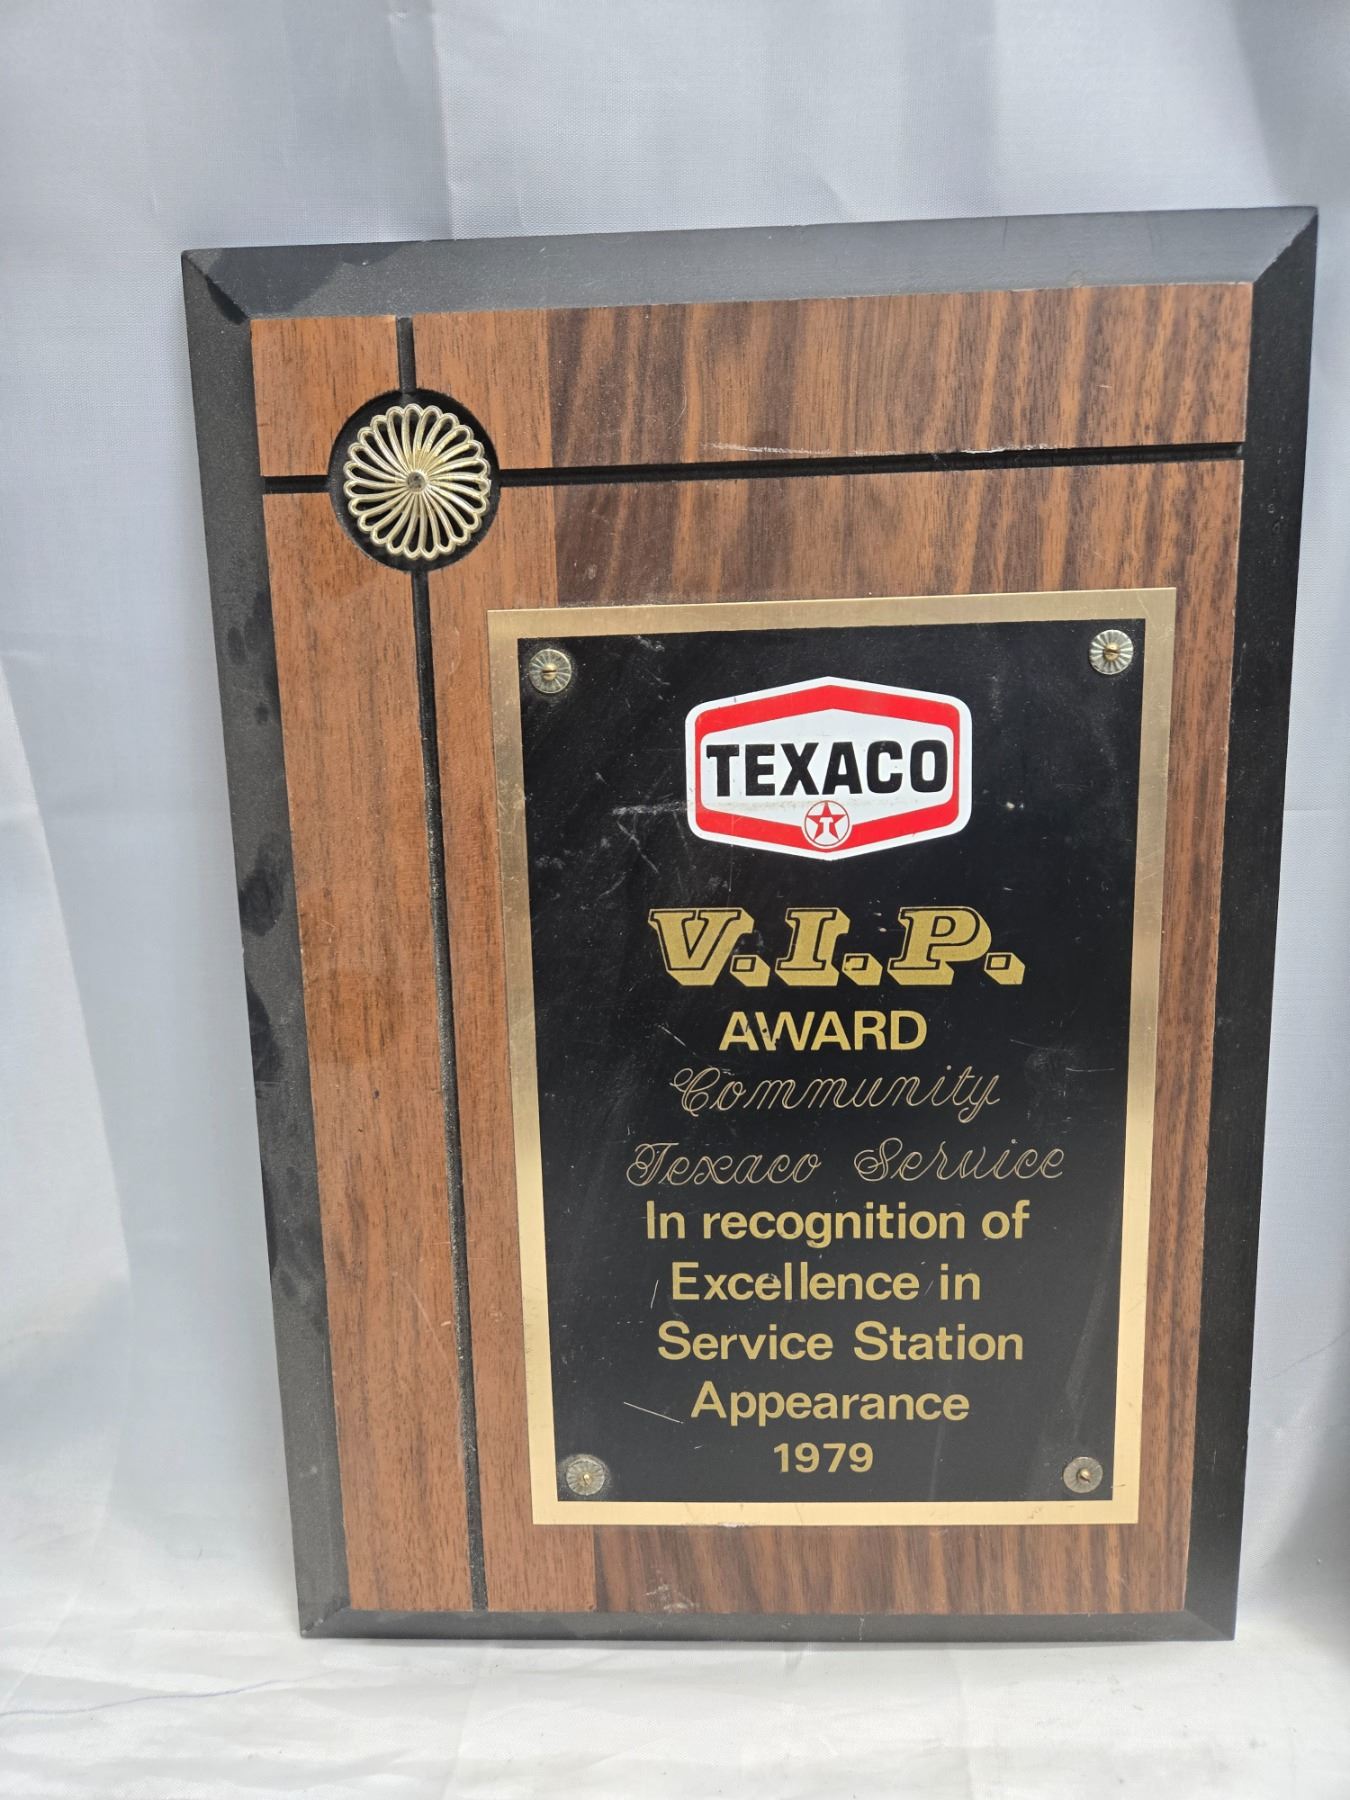 TEXACO
T
V.I.P.
AWARD
Community
Texaco Service
In recognition of
Excellence in
Service Station
Appearance
1979